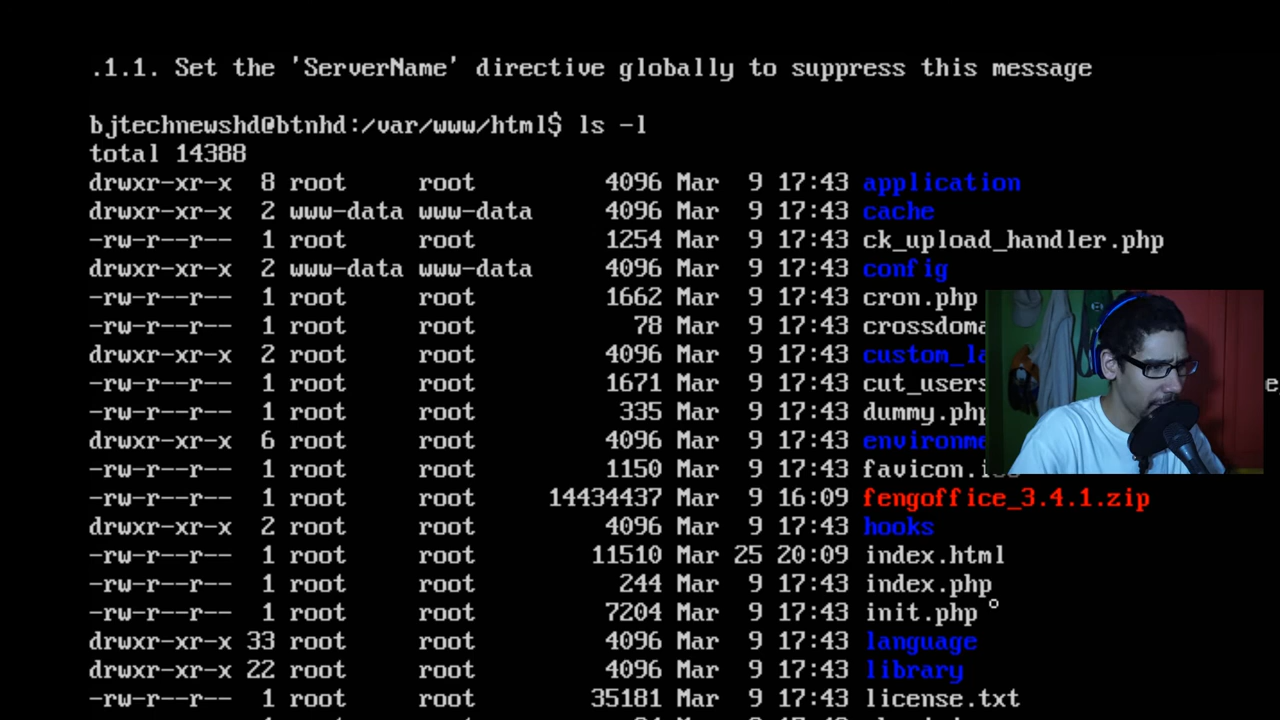 .1.1. Set the 'ServerName' directive globally to suppress this message
bjtechnewshd@btnhd:/var/www/html$ ls -l
total 14388
drwxr-xr-x 8 root root 4096 Mar 9 17:43 application
drwxr-xr-x 2 www-data www-data 4096 Mar 9 17:43 cache
-rw-r--r-- 1 root root 1254 Mar 9 17:43 ck_upload_handler.php
drwxr-xr-x 2 www-data www-data 4096 Mar 9 17:43 config
-rw-r--r-- 1 root root 1662 Mar 9 17:43 cron.php
-rw-r--r-- 1 root root 78 Mar 9 17:43 crossdoma
drwxr-xr-x 2 root root 4096 Mar 9 17:43 custom_la
-rw-r--r-- 1 root root 1671 Mar 9 17:43 cut_users e
-rw-r--r-- 1 root root 335 Mar 9 17:43 dummy.php
drwxr-xr-x 6 root root 4096 Mar 9 17:43 environme
-rw-r--r-- 1 root root 1150 Mar 9 17:43 favicon.
-rw-r--r-- 1 root root 14434437 Mar 9 16:09 fengoffice_3.4.1.zip
drwxr-xr-x 2 root root 4096 Mar 9 17:43 hooks
-rw-r--r-- 1 root root 11510 Mar 25 20:09 index.html
-rw-r--r-- 1 root root 244 Mar 9 17:43 index.php
-rw-r--r-- 1 root root 7204 Mar 9 17:43 init.php
drwxr-xr-x 33 root root 4096 Mar 9 17:43 language
drwxr-xr-x 22 root root 4096 Mar 9 17:43 library
-rw-r--r-- 1 root root 35181 Mar 9 17:43 license.txt